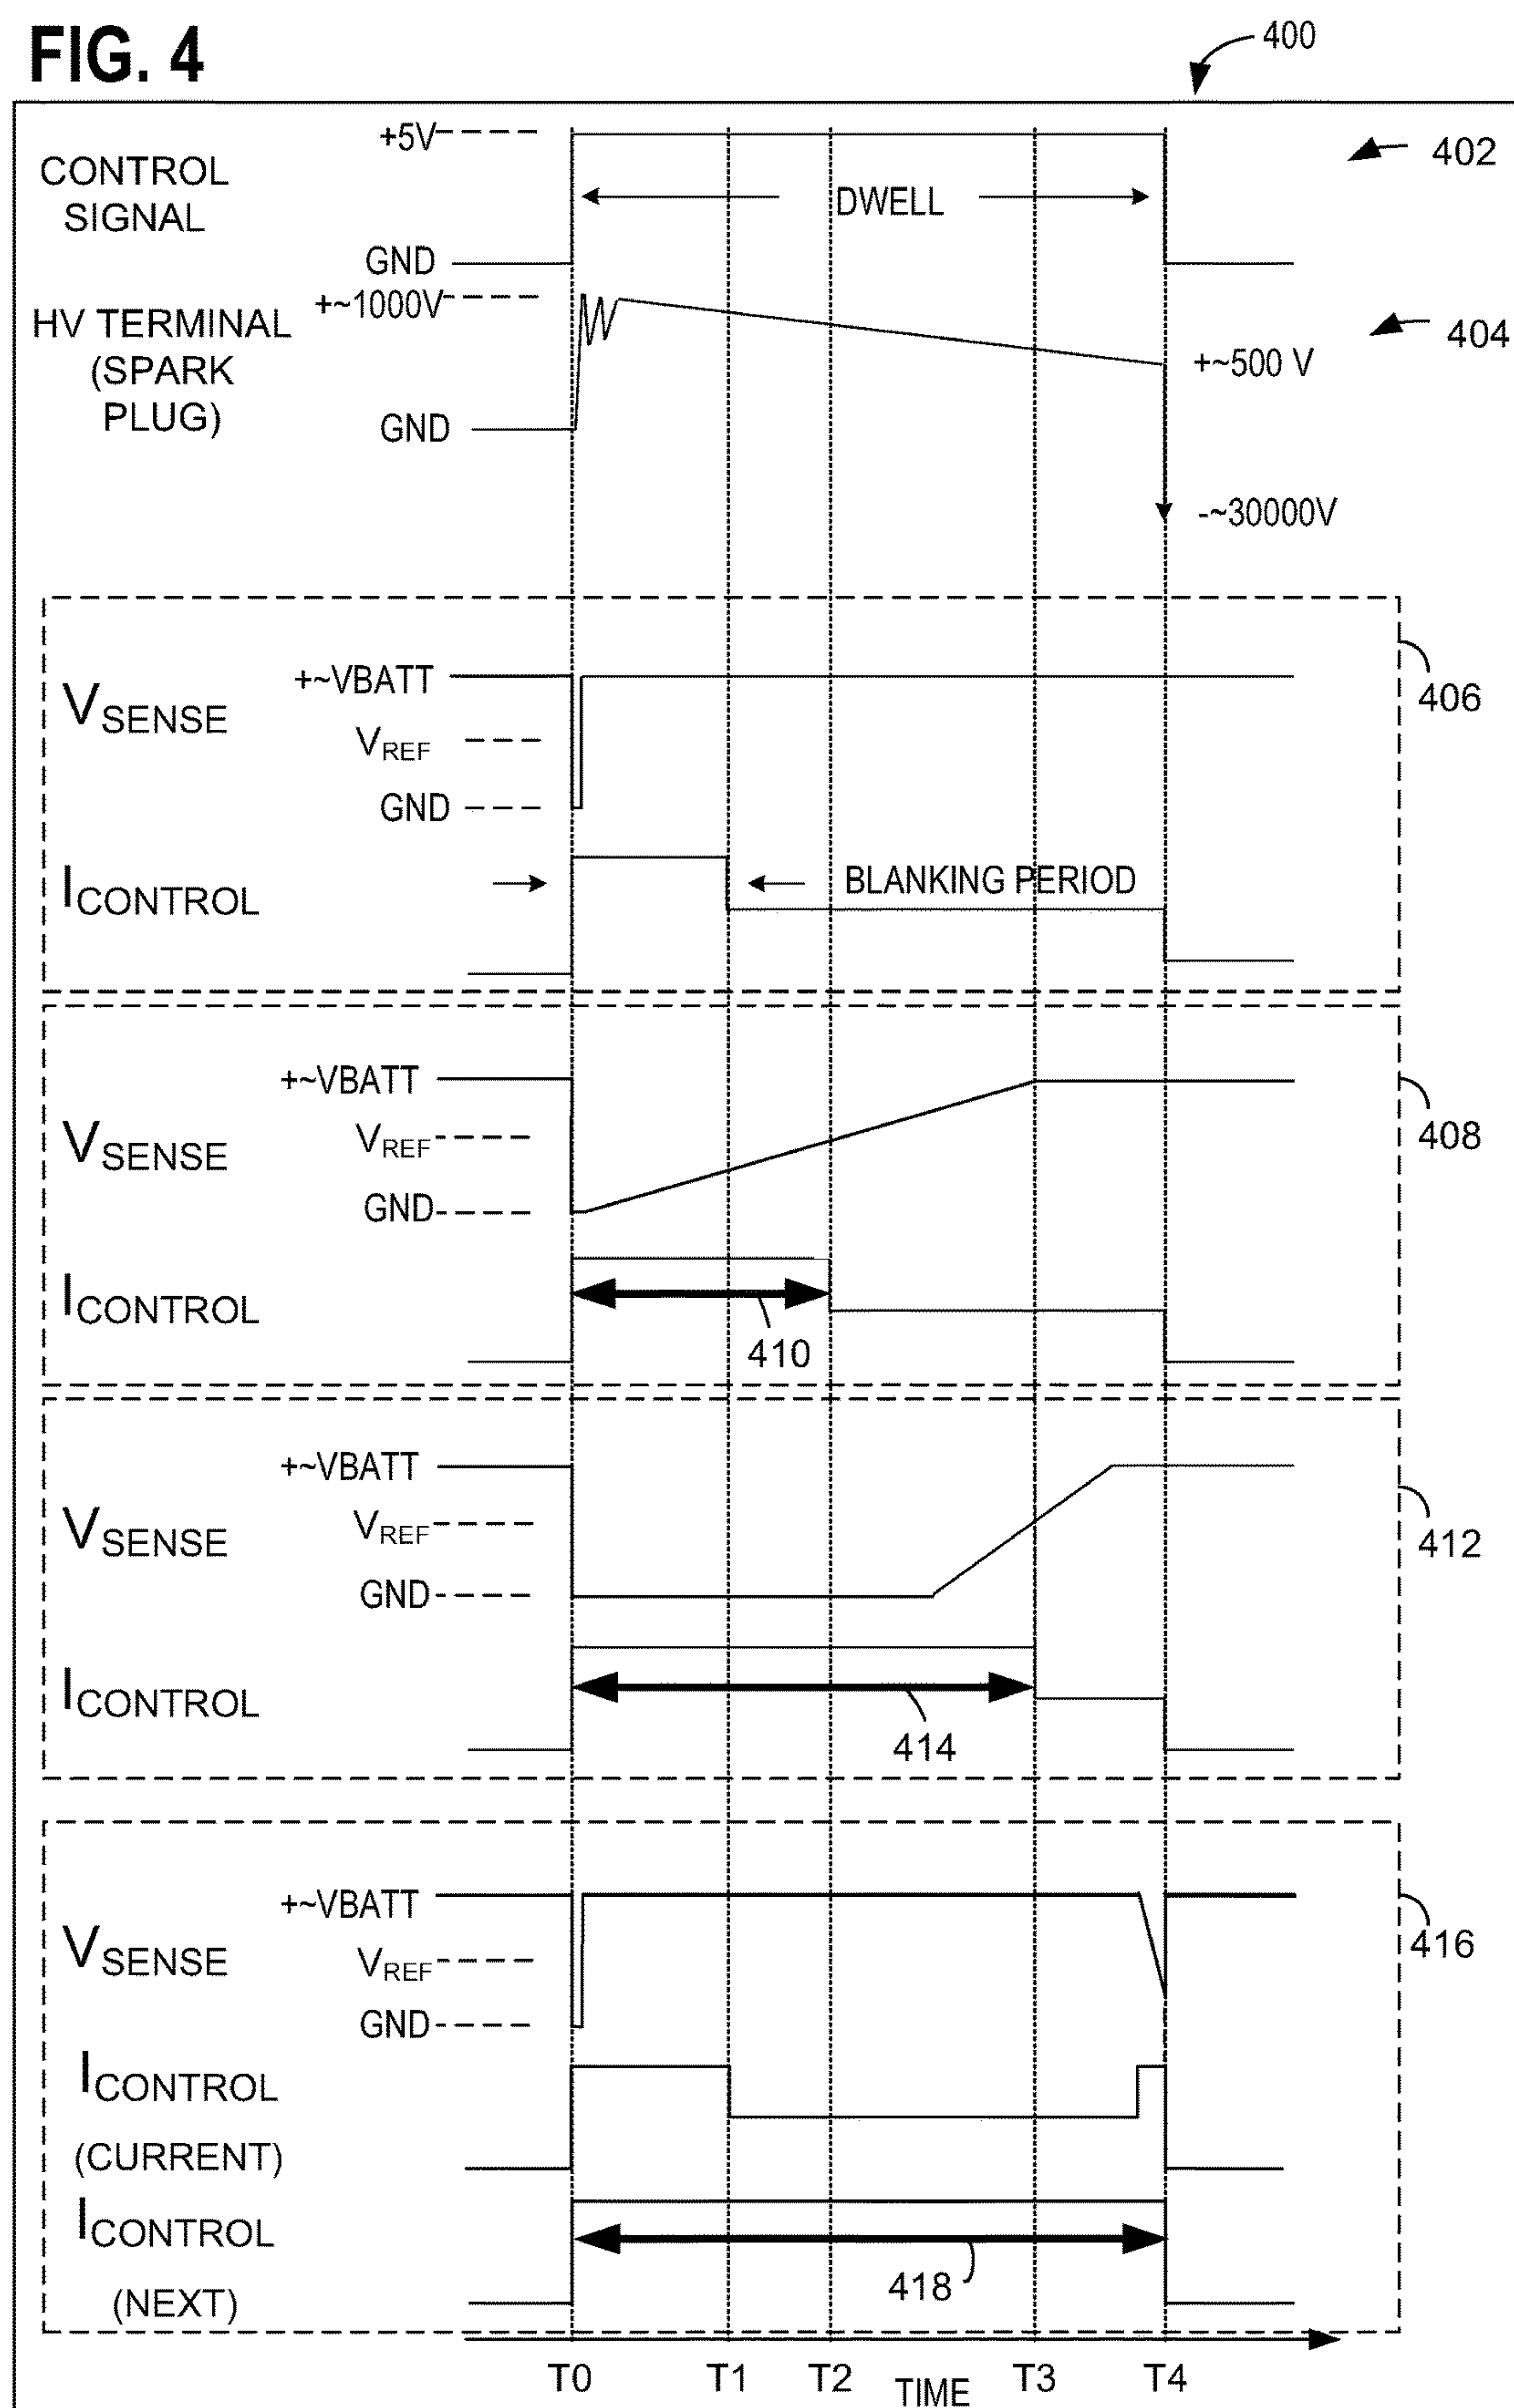 FIG. 4
400
+5V
402
CONTROL
SIGNAL
DWELL
GND
+~1000V
HV TERMINAL
(SPARK
PLUG)
404
+~500 V
GND
-~30000V
+~VBATT
406
VSENSE
VREF
GND
ICONTROL
BLANKING PERIOD
+~VBATT
408
VSENSE
VREF
GND
ICONTROL
410
+~VBATT
412
VSENSE
VREF
GND
ICONTROL
414
+~VBATT
416
VSENSE
VREF
GND
ICONTROL
(CURRENT)
ICONTROL
(NEXT)
418
T0 T1 T2 T3 T4
TIME